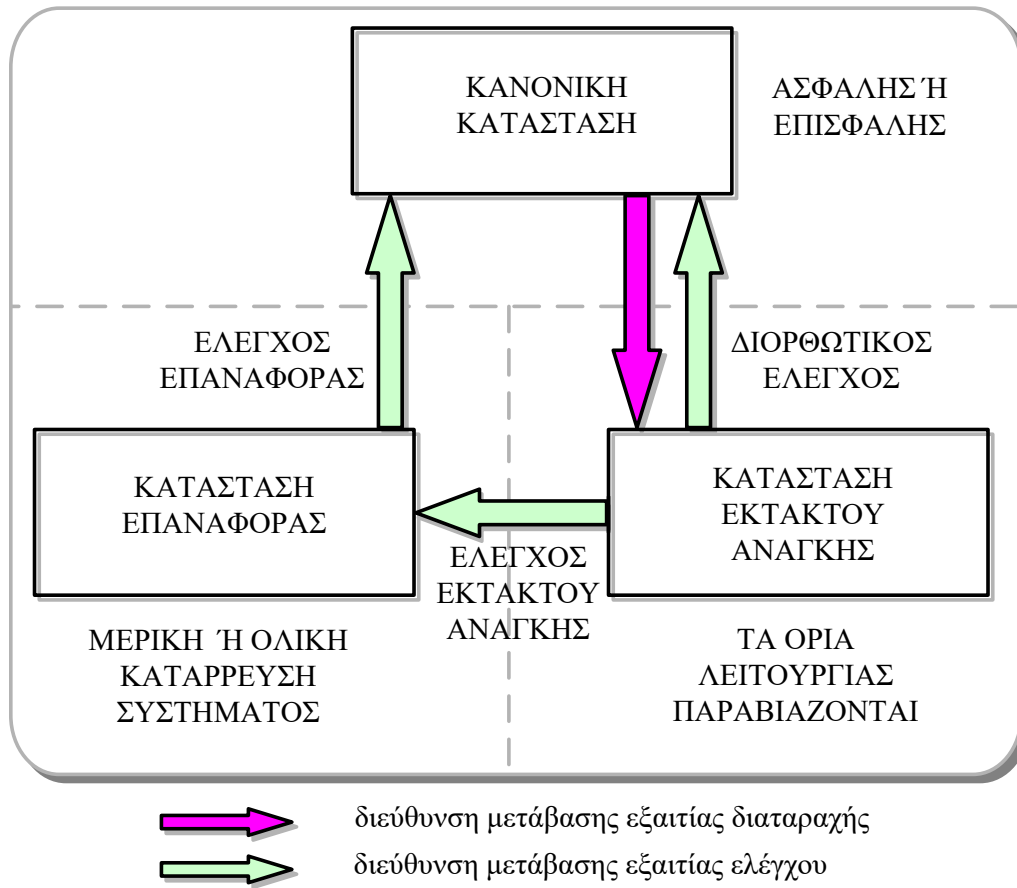 ΚΑΝΟΝΙΚΗ
ΚΑΤΑΣΤΑΣΗ
ΑΣΦΑΛΗΣ Ή
ΕΠΙΣΦΑΛΗΣ
ΕΛΕΓΧΟΣ
ΕΠΑΝΑΦΟΡΑΣ
ΔΙΟΡΘΩΤΙΚΟΣ
ΕΛΕΓΧΟΣ
ΚΑΤΑΣΤΑΣΗ
ΕΠΑΝΑΦΟΡΑΣ
ΚΑΤΑΣΤΑΣΗ
ΕΚΤΑΚΤΟΥ
ΑΝΑΓΚΗΣ
ΕΛΕΓΧΟΣ
ΕΚΤΑΚΤΟΥ
ΑΝΑΓΚΗΣ
ΜΕΡΙΚΗ Ή ΟΛΙΚΗ
ΚΑΤΑΡΡΕΥΣΗ
ΣΥΣΤΗΜΑΤΟΣ
ΤΑ ΟΡΙΑ
ΛΕΙΤΟΥΡΓΙΑΣ
ΠΑΡΑΒΙΑΖΟΝΤΑΙ
διεύθυνση μετάβασης εξαιτίας διαταραχής
διεύθυνση μετάβασης εξαιτίας ελέγχου